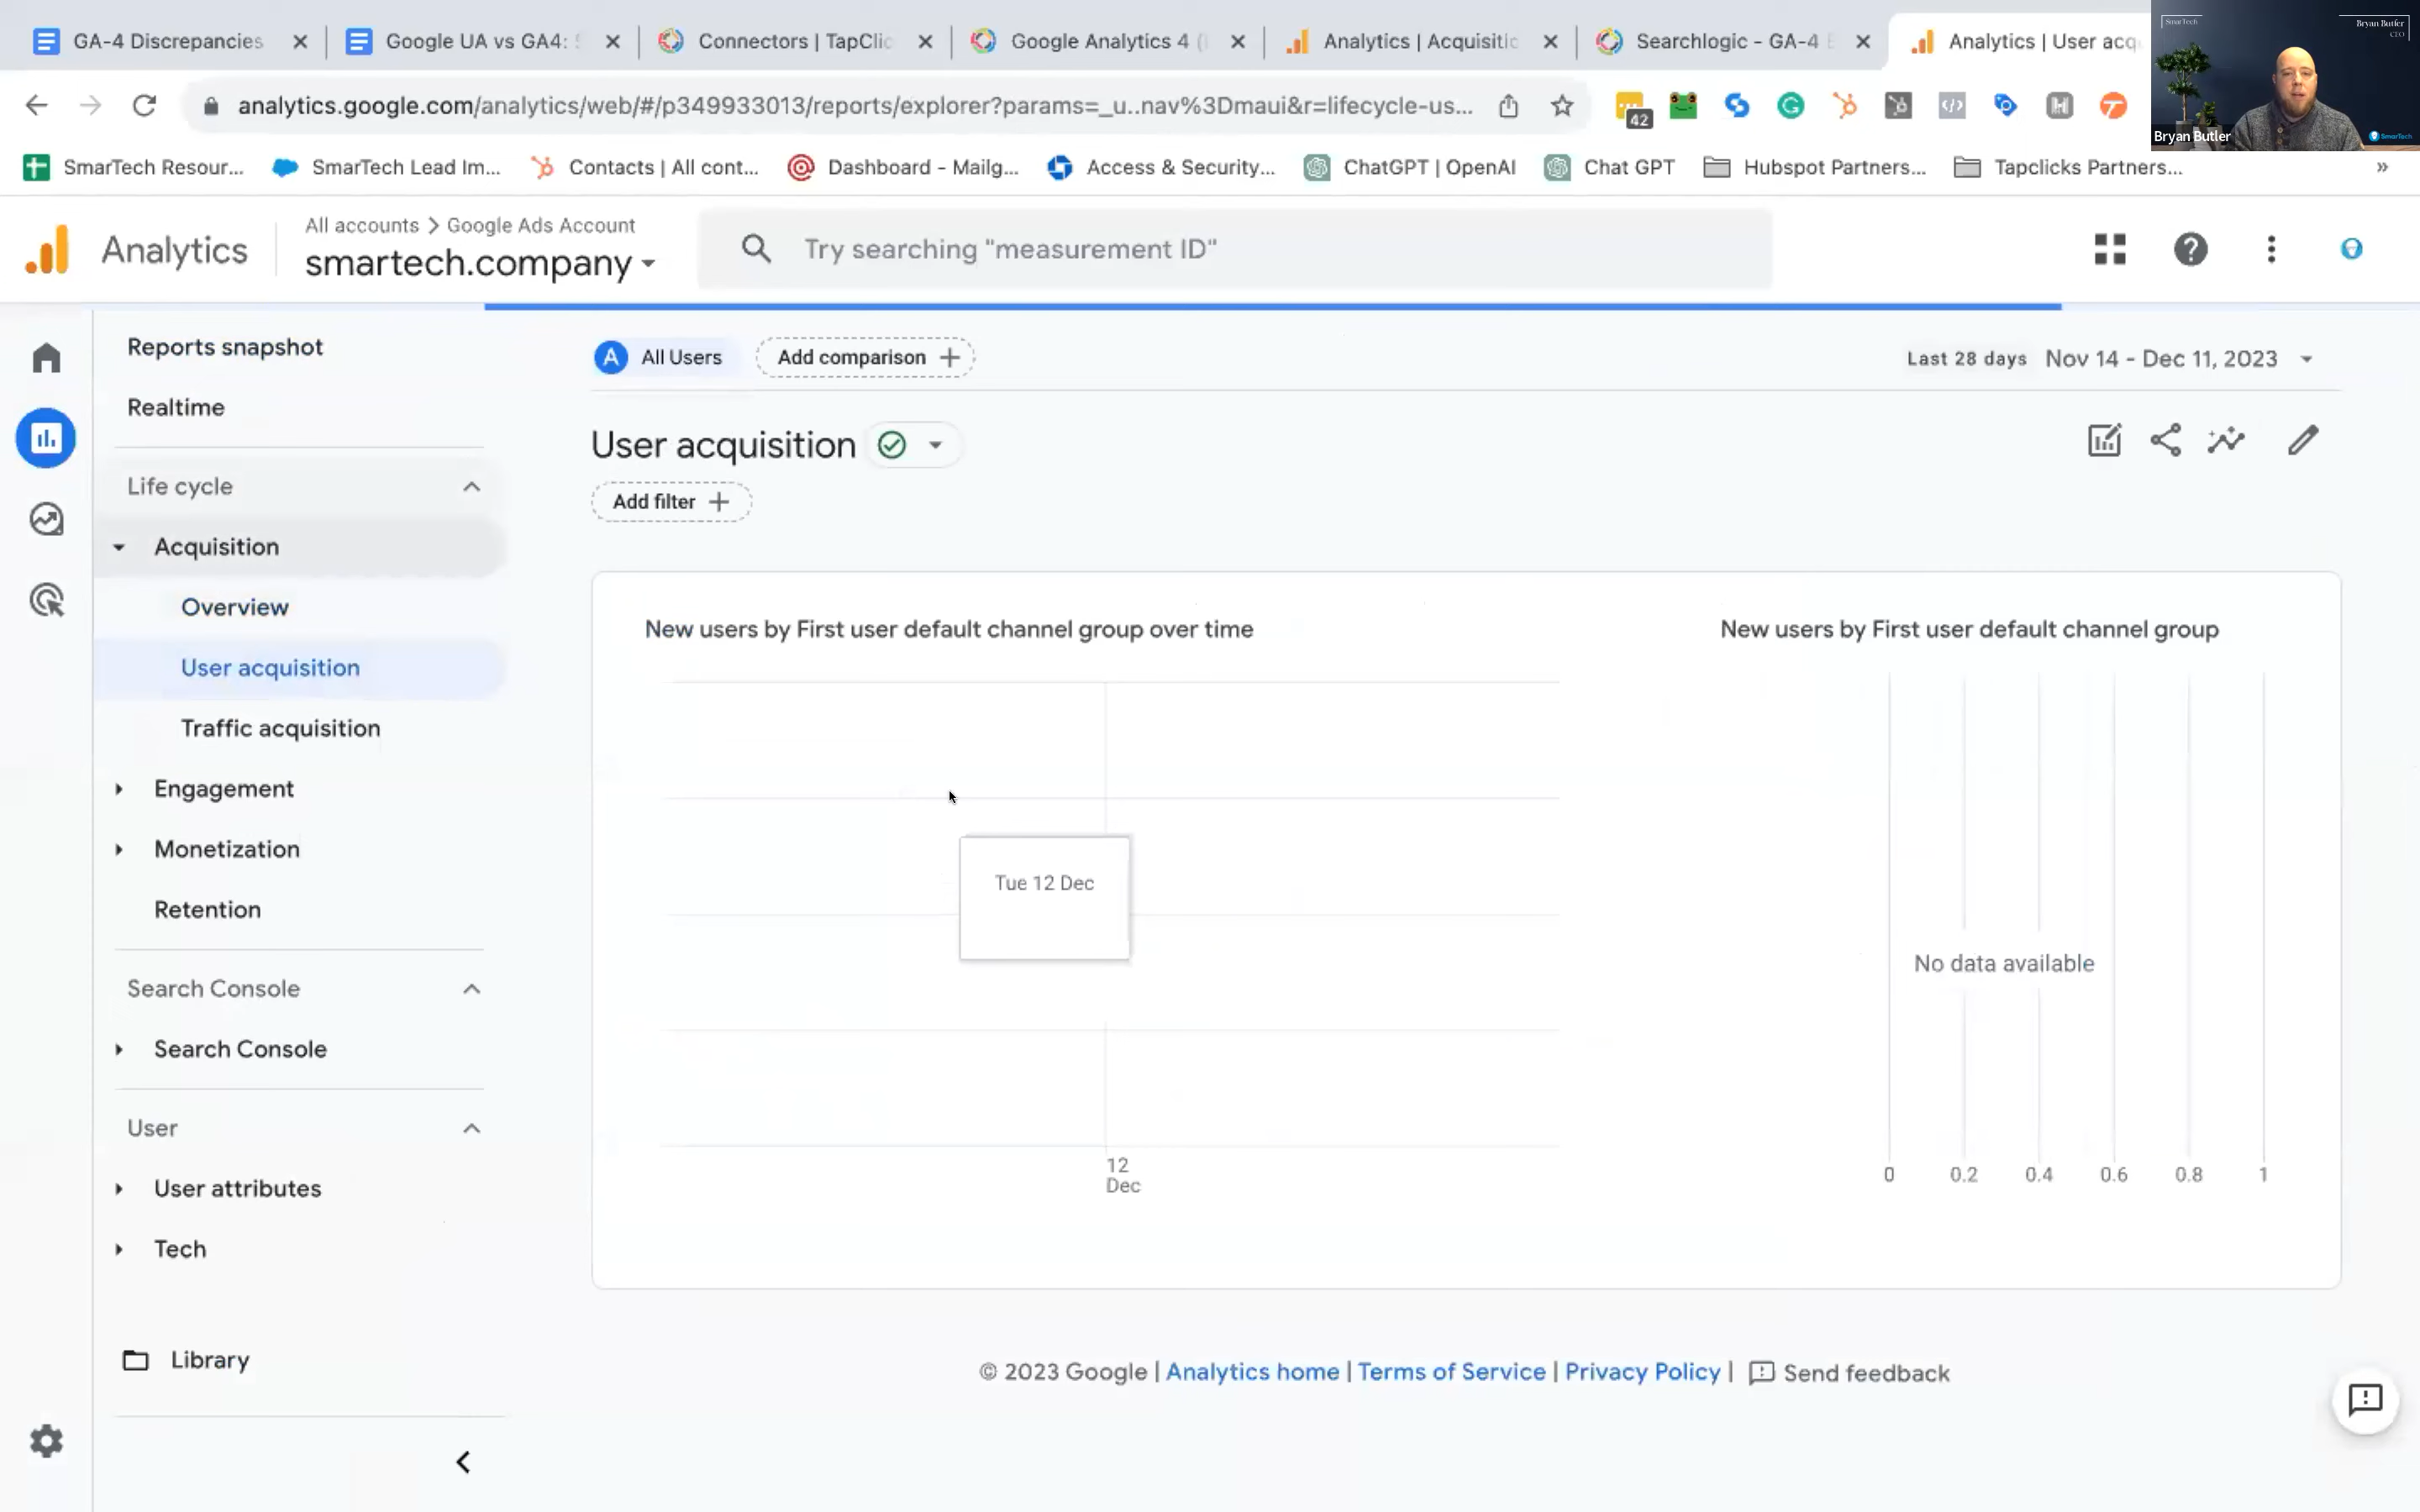 GA-4 Discrepancies
Google UA vs GA4:
Connectors | TapClic
Google Analytics 4 (
Analytics | Acquisitic
Searchlogic - GA-4
Analytics | User acq
SmarTech
Bryan Butler
CEO
Bryan Butler
SmarTech
analytics.google.com/analytics/web/#/p349933013/reports/explorer?params=_u..nav%3Dmaui&r=lifecycle-us...
42
SmarTech Resour...
SmarTech Lead Im...
Contacts | All cont...
Dashboard - Mailg...
Access & Security...
ChatGPT | OpenAI
Chat GPT
Hubspot Partners...
Tapclicks Partners...
»
Analytics
All accounts > Google Ads Account
smartech.company
Try searching "measurement ID"
Reports snapshot
Realtime
Life cycle
Acquisition
Overview
User acquisition
Traffic acquisition
Engagement
Monetization
Retention
Search Console
Search Console
User
User attributes
Tech
Library
A All Users
Add comparison +
Last 28 days Nov 14 - Dec 11, 2023
User acquisition
Add filter +
New users by First user default channel group over time
Tue 12 Dec
12
Dec
New users by First user default channel group
No data available
0 0.2 0.4 0.6 0.8 1
© 2023 Google | Analytics home | Terms of Service | Privacy Policy | Send feedback